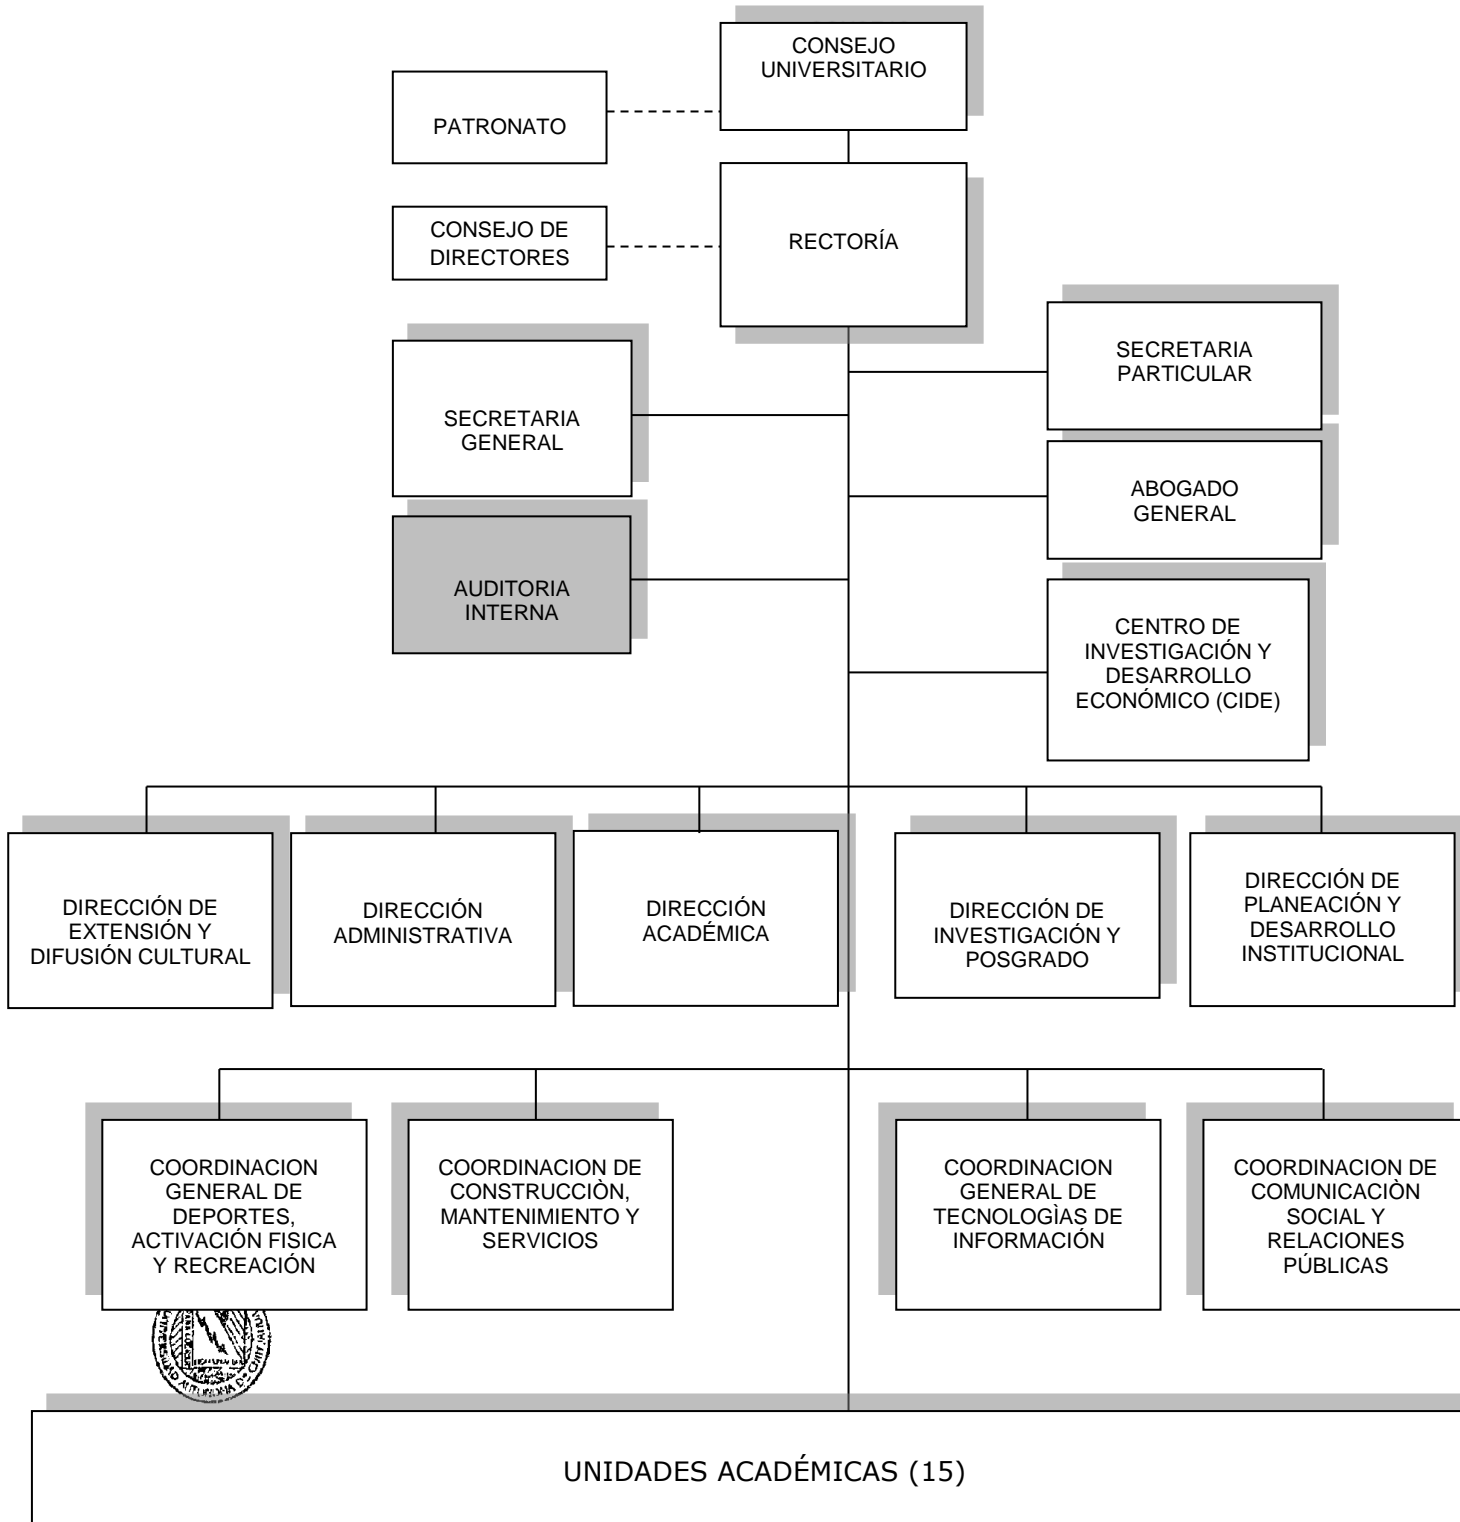 CONSEJO
UNIVERSITARIO
PATRONATO
CONSEJO DE
DIRECTORES
RECTORÍA
SECRETARIA
PARTICULAR
SECRETARIA
GENERAL
ABOGADO
GENERAL
AUDITORIA
INTERNA
CENTRO DE
INVESTIGACIÓN Y
DESARROLLO
ECONÓMICO (CIDE)
DIRECCIÓN DE
EXTENSIÓN Y
DIFUSIÓN CULTURAL
DIRECCIÓN
ADMINISTRATIVA
DIRECCIÓN
ACADÉMICA
DIRECCIÓN DE
INVESTIGACIÓN Y
POSGRADO
DIRECCIÓN DE
PLANEACIÓN Y
DESARROLLO
INSTITUCIONAL
COORDINACION
GENERAL DE
DEPORTES,
ACTIVACIÓN FISICA
Y RECREACIÓN
COORDINACION DE
CONSTRUCCIÒN,
MANTENIMIENTO Y
SERVICIOS
COORDINACION
GENERAL DE
TECNOLOGÌAS DE
INFORMACIÓN
COORDINACION DE
COMUNICACIÒN
SOCIAL Y
RELACIONES
PÚBLICAS
UNIDADES ACADÉMICAS (15)